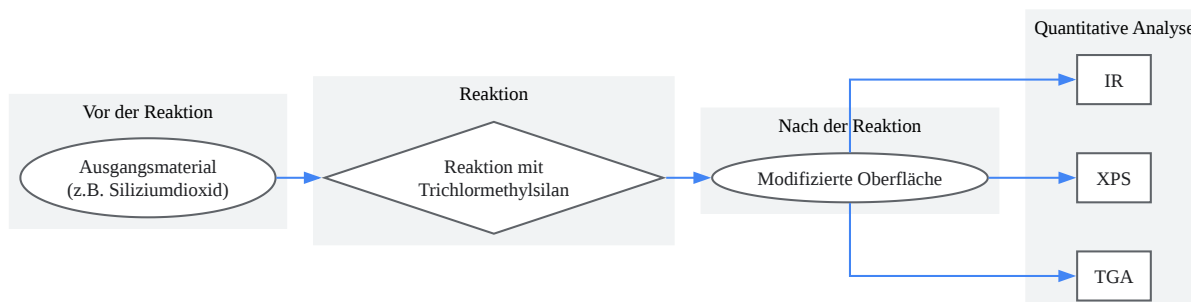 Vor der Reaktion
Ausgangsmaterial
(z.B. Siliziumdioxid)
Reaktion
Reaktion mit
Trichlormethylsilan
Nach der Reaktion
Modifizierte Oberfläche
Quantitative Analyse
IR
XPS
TGA